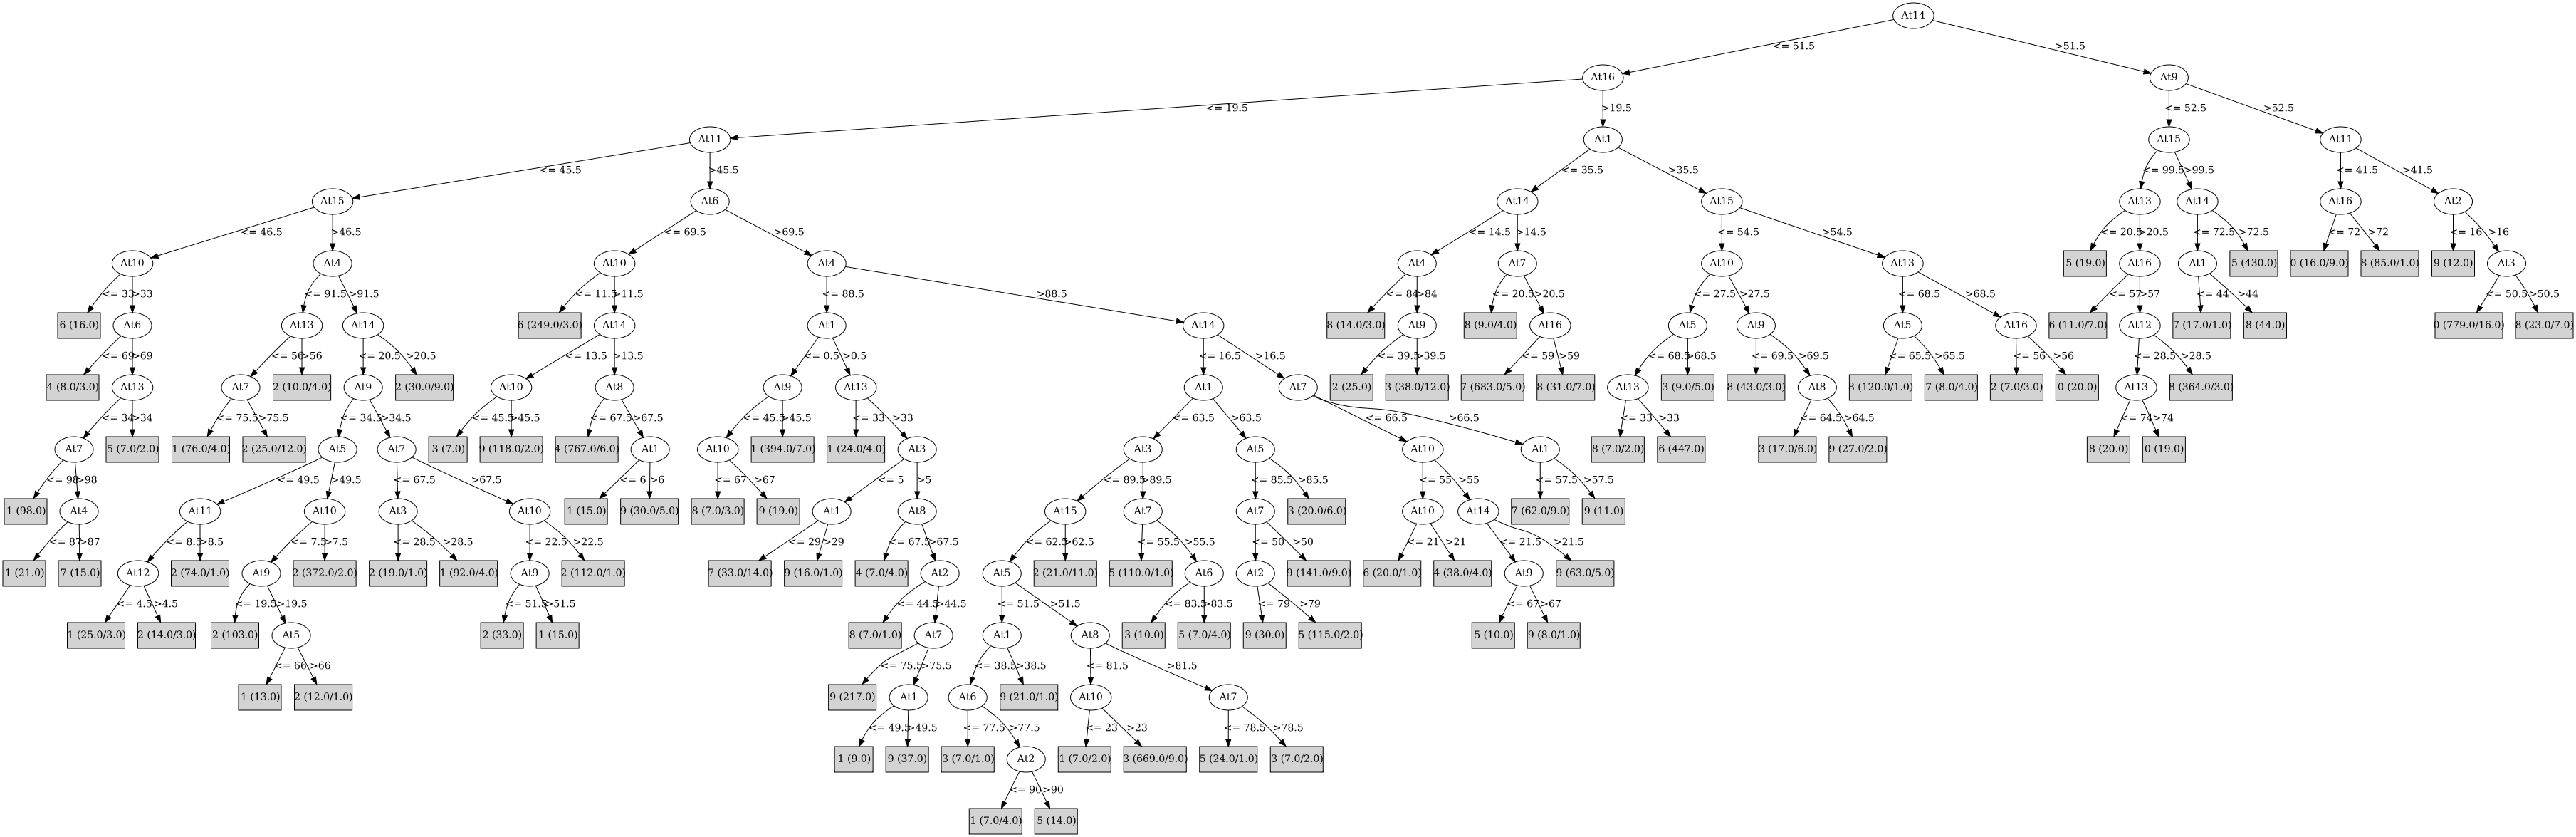 At14
<= 51.5 >51.5
At16 At9
<= 19.5 >19.5 <= 52.5 >52.5
At11 At1 At15 At11
<= 45.5 >45.5 <= 35.5 >35.5 <= 99.5 >99.5 <= 41.5 >41.5
At15 At6 At14 At15 At13 At14 At16 At2
<= 46.5 >46.5 <= 69.5 >69.5 <= 14.5 >14.5 <= 54.5 >54.5 <= 20.5 >20.5 <= 72.5 >72.5 <= 72 >72 <= 16 >16
At10 At4 At10 At4 At4 At7 At10 At13 5 (19.0) At16 At1 5 (430.0) 0 (16.0/9.0) 8 (85.0/1.0) 9 (12.0) At3
<= 33 >33 <= 91.5 >91.5 <= 11.5 >11.5 <= 88.5 >88.5 <= 84 >84 <= 20.5 >20.5 <= 27.5 >27.5 <= 68.5 >68.5 <= 57 >57 <= 44 >44 <= 50.5 >50.5
6 (16.0) At6 At13 At14 6 (249.0/3.0) At14 At1 At14 8 (14.0/3.0) At9 8 (9.0/4.0) At16 At5 At9 At5 At16 6 (11.0/7.0) At12 7 (17.0/1.0) 8 (44.0) 0 (779.0/16.0) 8 (23.0/7.0)
<= 69 >69 <= 56 >56 <= 20.5 >20.5 <= 13.5 >13.5 <= 0.5 >0.5 <= 16.5 >16.5 <= 39.5 >39.5 <= 59 >59 <= 68.5 >68.5 <= 69.5 >69.5 <= 65.5 >65.5 <= 56 >56 <= 28.5 >28.5
4 (8.0/3.0) At13 At7 2 (10.0/4.0) At9 2 (30.0/9.0) At10 At8 At9 At13 At1 At7 2 (25.0) 3 (38.0/12.0) 7 (683.0/5.0) 8 (31.0/7.0) At13 3 (9.0/5.0) 8 (43.0/3.0) At8 8 (120.0/1.0) 7 (8.0/4.0) 2 (7.0/3.0) 0 (20.0) At13 8 (364.0/3.0)
<= 34 >34 <= 75.5 >75.5 <= 34.5 >34.5 <= 45.5 >45.5 <= 67.5 >67.5 <= 45.5 >45.5 <= 33 >33 <= 63.5 >63.5 <= 66.5 >66.5 <= 33 >33 <= 64.5 >64.5 <= 74 >74
At7 5 (7.0/2.0) 1 (76.0/4.0) 2 (25.0/12.0) At5 At7 3 (7.0) 9 (118.0/2.0) 4 (767.0/6.0) At1 At10 1 (394.0/7.0) 1 (24.0/4.0) At3 At3 At5 At10 At1 8 (7.0/2.0) 6 (447.0) 3 (17.0/6.0) 9 (27.0/2.0) 8 (20.0) 0 (19.0)
<= 98 >98 <= 49.5 >49.5 <= 67.5 >67.5 <= 6 >6 <= 67 >67 <= 5 >5 <= 89.5 >89.5 <= 85.5 >85.5 <= 55 >55 <= 57.5 >57.5
1 (98.0) At4 At11 At10 At3 At10 1 (15.0) 9 (30.0/5.0) 8 (7.0/3.0) 9 (19.0) At1 At8 At15 At7 At7 3 (20.0/6.0) At10 At14 7 (62.0/9.0) 9 (11.0)
<= 87 >87 <= 8.5 >8.5 <= 7.5 >7.5 <= 28.5 >28.5 <= 22.5 >22.5 <= 29 >29 <= 67.5 >67.5 <= 62.5 >62.5 <= 55.5 >55.5 <= 50 >50 <= 21 >21 <= 21.5 >21.5
1 (21.0) 7 (15.0) At12 2 (74.0/1.0) At9 2 (372.0/2.0) 2 (19.0/1.0) 1 (92.0/4.0) At9 2 (112.0/1.0) 7 (33.0/14.0) 9 (16.0/1.0) 4 (7.0/4.0) At2 At5 2 (21.0/11.0) 5 (110.0/1.0) At6 At2 9 (141.0/9.0) 6 (20.0/1.0) 4 (38.0/4.0) At9 9 (63.0/5.0)
<= 4.5 >4.5 <= 19.5 >19.5 <= 51.5 >51.5 <= 44.5 >44.5 <= 51.5 >51.5 <= 83.5 >83.5 <= 79 >79 <= 67 >67
1 (25.0/3.0) 2 (14.0/3.0) 2 (103.0) At5 2 (33.0) 1 (15.0) 8 (7.0/1.0) At7 At1 At8 3 (10.0) 5 (7.0/4.0) 9 (30.0) 5 (115.0/2.0) 5 (10.0) 9 (8.0/1.0)
<= 66 >66 <= 75.5 >75.5 <= 38.5 >38.5 <= 81.5 >81.5
1 (13.0) 2 (12.0/1.0) 9 (217.0) At1 At6 9 (21.0/1.0) At10 At7
<= 49.5 >49.5 <= 77.5 >77.5 <= 23 >23 <= 78.5 >78.5
1 (9.0) 9 (37.0) 3 (7.0/1.0) At2 1 (7.0/2.0) 3 (669.0/9.0) 5 (24.0/1.0) 3 (7.0/2.0)
<= 90 >90
1 (7.0/4.0) 5 (14.0)